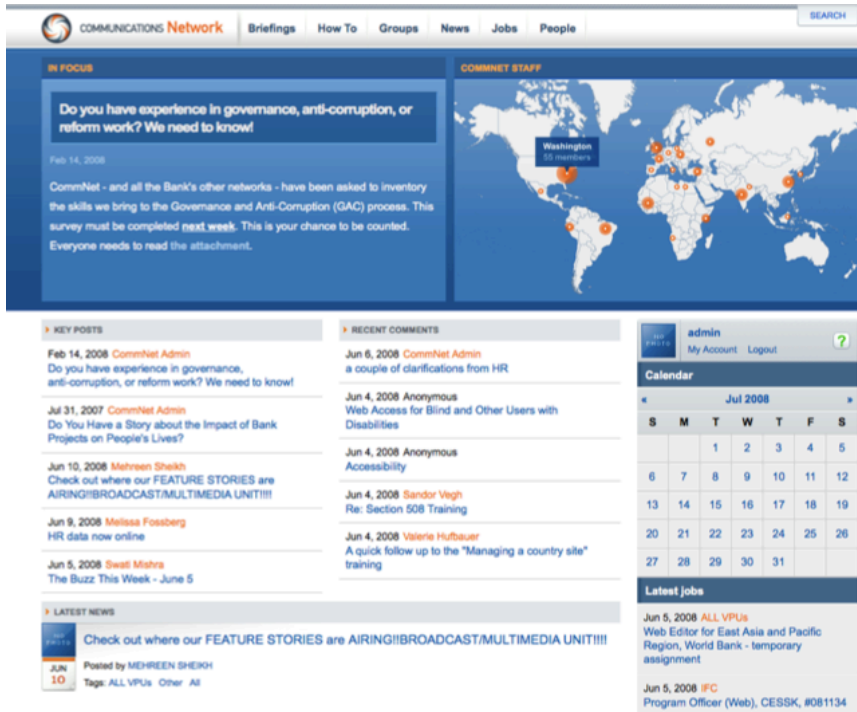 SEARCH
COMMUNICATIONS Network
Briefings
How To
Groups
News
Jobs
People
IN FOCUS
Do you have experience in governance, anti-corruption, or
reform work? We need to know!
Feb 14, 2008
CommNet - and all the Bank's other networks - have been asked to inventory
the skills we bring to the Governance and Anti-Corruption (GAC) process. This
survey must be completed next week. This is your chance to be counted.
Everyone needs to read the attachment.
COMMNET STAFF
Washington
55 members
KEY POSTS
Feb 14, 2008 CommNet Admin
Do you have experience in governance,
anti-corruption, or reform work? We need to know!
Jul 31, 2007 CommNet Admin
Do You Have a Story about the Impact of Bank
Projects on People's Lives?
Jun 10, 2008 Mehreen Sheikh
Check out where our FEATURE STORIES are
AIRING!!BROADCAST/MULTIMEDIA UNIT!!!!
Jun 9, 2008 Melissa Fossberg
HR data now online
Jun 5, 2008 Swati Mishra
The Buzz This Week - June 5
RECENT COMMENTS
Jun 6, 2008 CommNet Admin
a couple of clarifications from HR
Jun 4, 2008 Anonymous
Web Access for Blind and Other Users with
Disabilities
Jun 4, 2008 Anonymous
Accessibility
Jun 4, 2008 Sandor Vegh
Re: Section 508 Training
Jun 4, 2008 Valerie Hufbauer
A quick follow up to the "Managing a country site"
training
LATEST NEWS
JUN
10
Check out where our FEATURE STORIES are AIRING!!BROADCAST/MULTIMEDIA UNIT!!!!
Posted by MEHREEN SHEIKH
Tags: ALL VPUs Other All
admin
My Account Logout
?
Calendar
« Jul 2008 »
S M T W T F S
1 2 3 4 5
6 7 8 9 10 11 12
13 14 15 16 17 18 19
20 21 22 23 24 25 26
27 28 29 30 31
Latest jobs
Jun 5, 2008 ALL VPUs
Web Editor for East Asia and Pacific
Region, World Bank - temporary
assignment
Jun 5, 2008 IFC
Program Officer (Web), CESSK, #081134